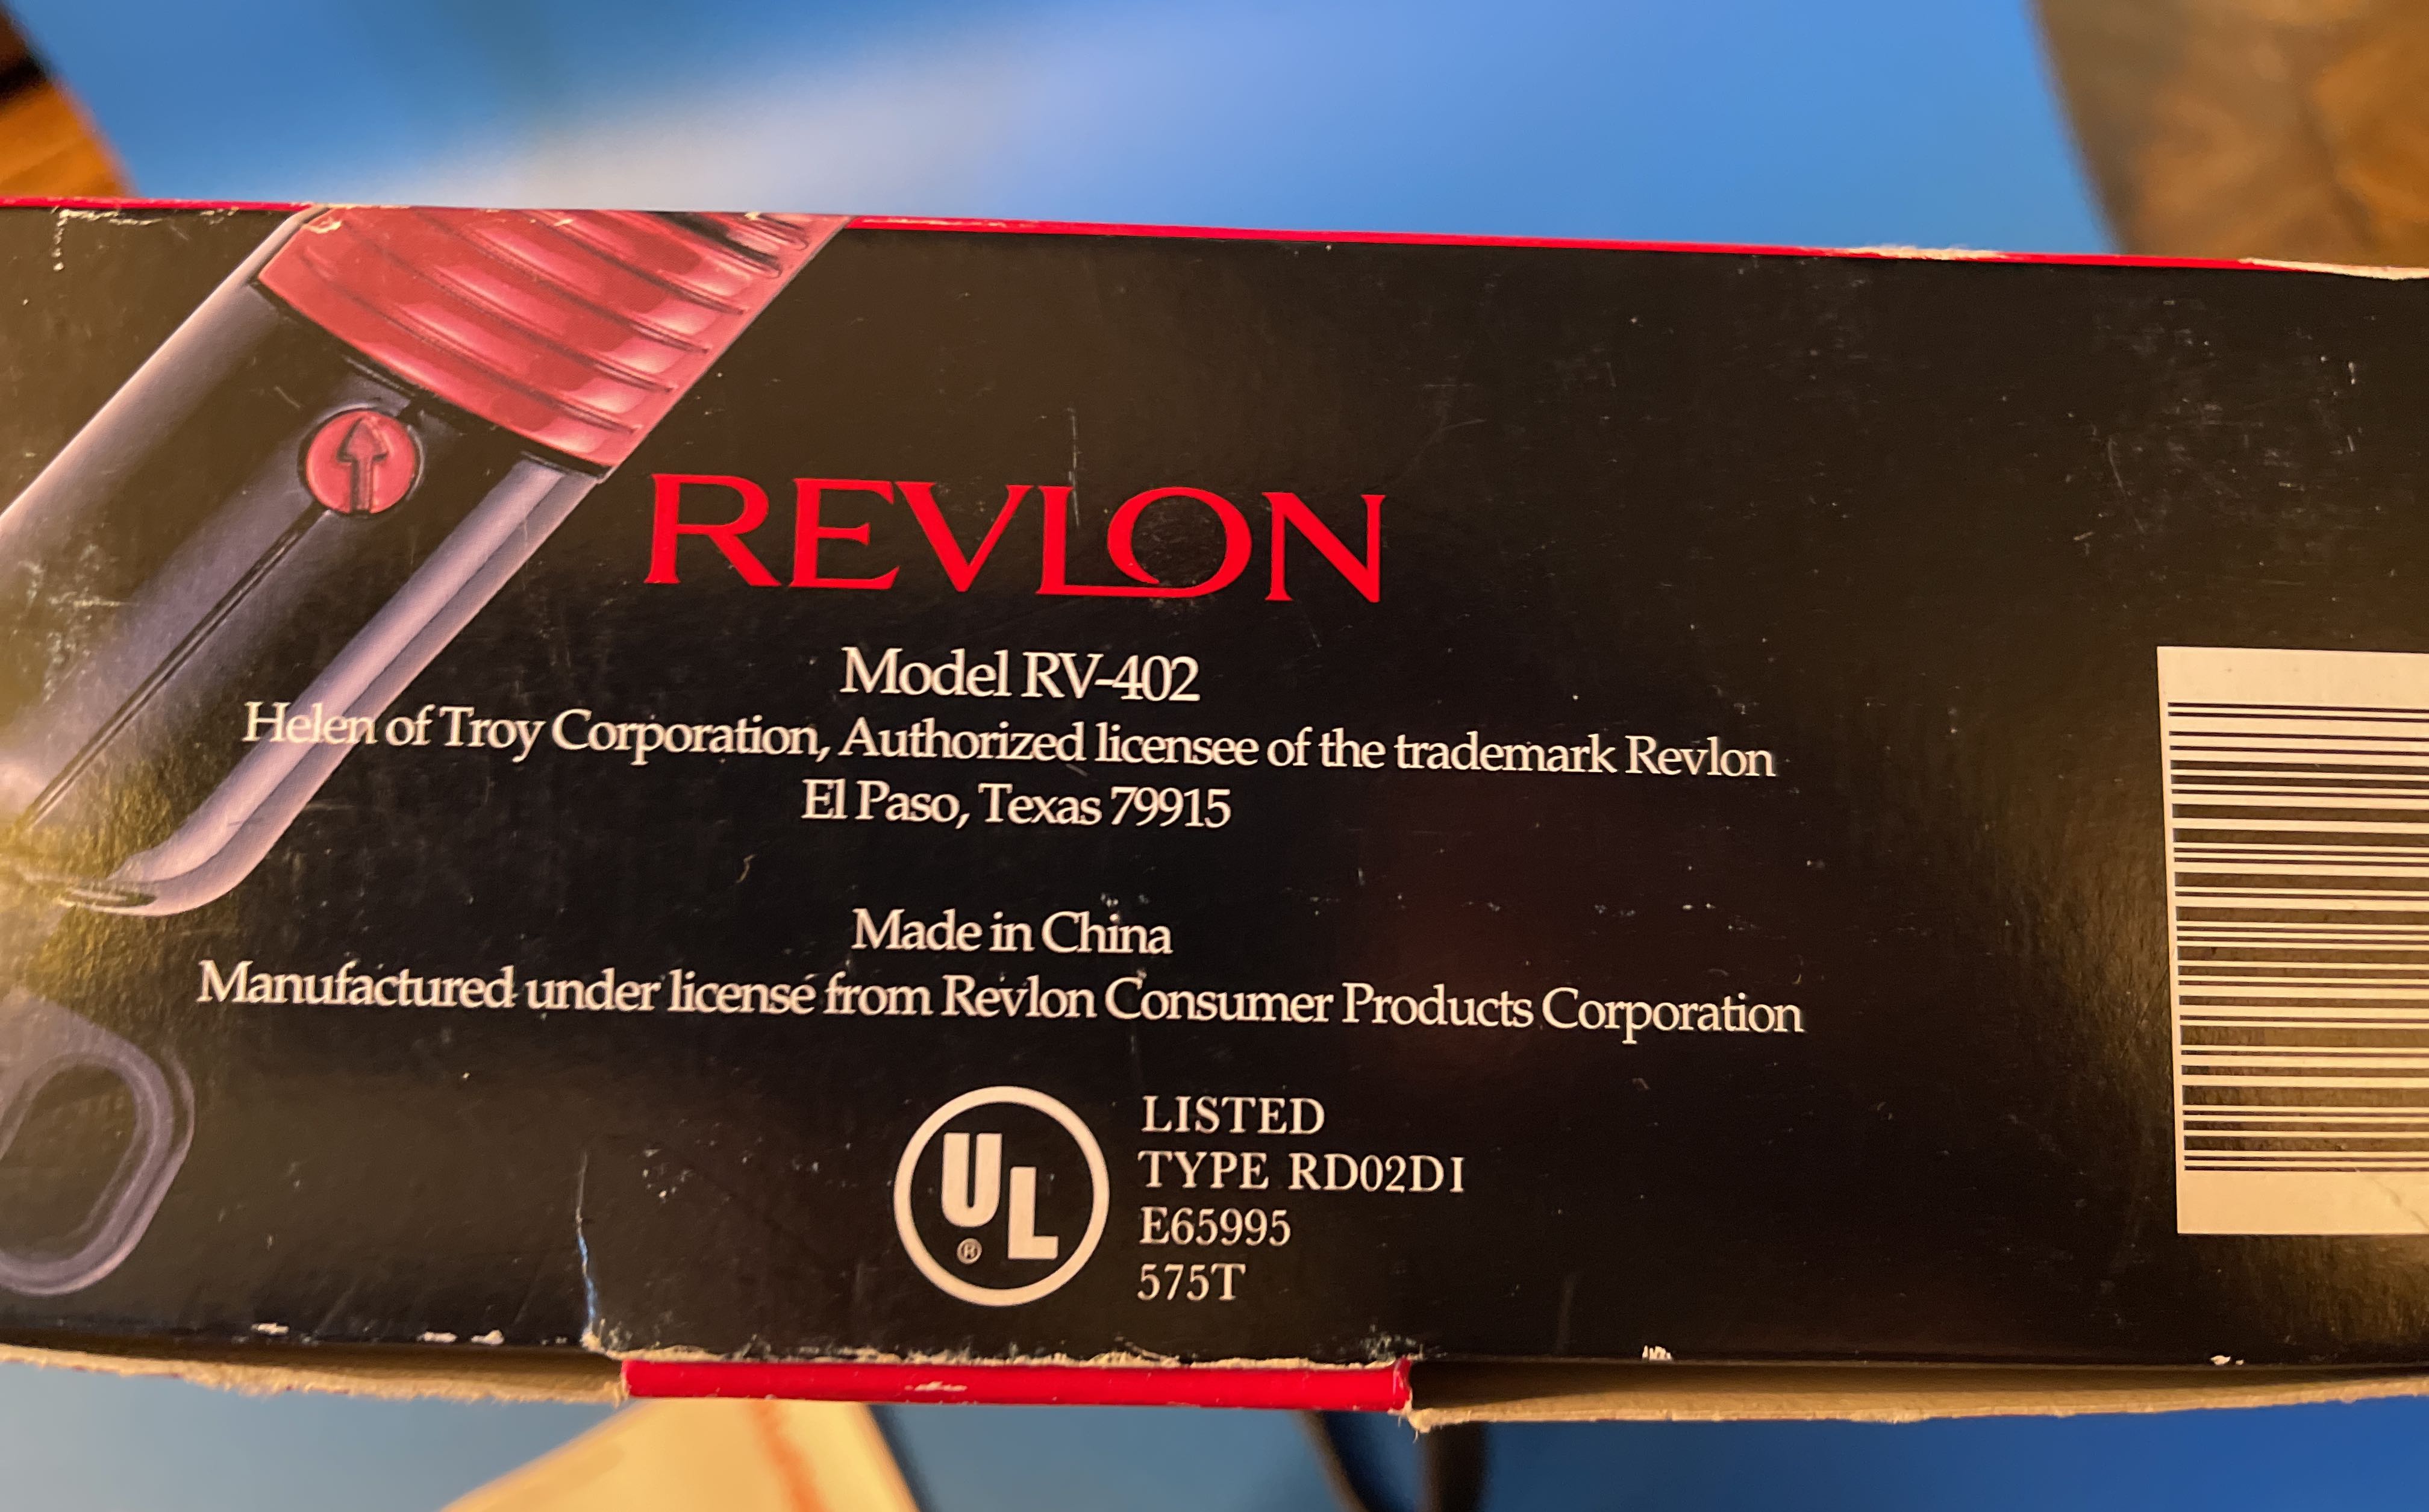 REVLON
Model RV-402
Helen of Troy Corporation, Authorized licensee of the trademark Revlon
El Paso, Texas 79915
Made in China
Manufactured under license from Revlon Consumer Products Corporation
UL
®
LISTED
TYPE RD02DI
E65995
575T